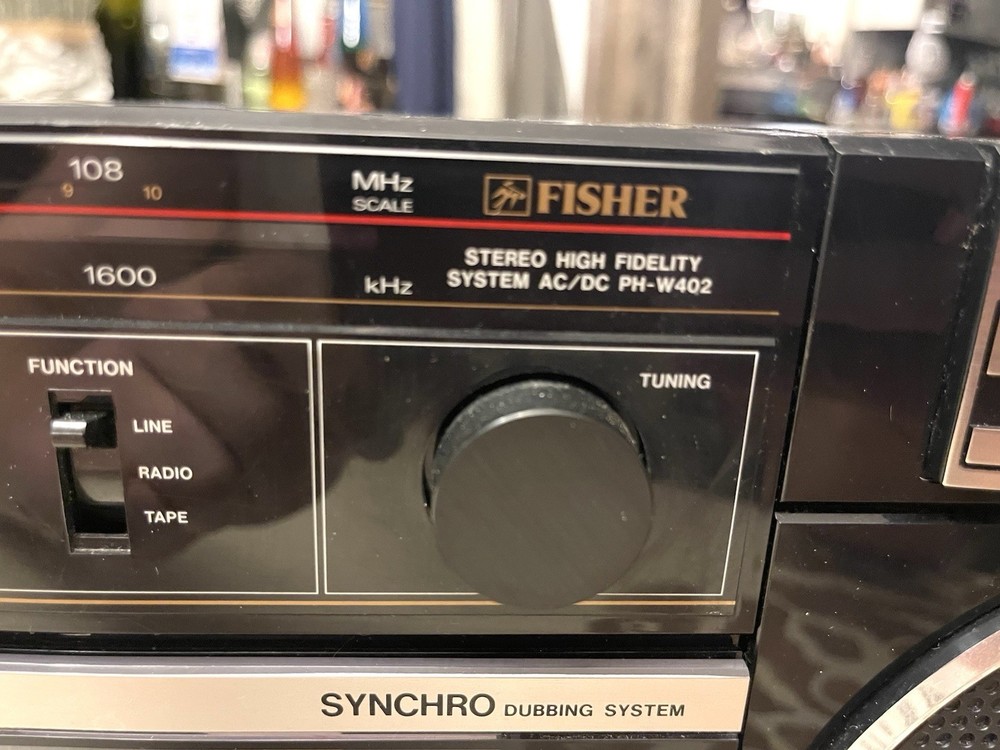 108
MHz
SCALE
FISHER
9 10
STEREO HIGH FIDELITY
SYSTEM AC/DC PH-W402
1600
kHz
FUNCTION
LINE
RADIO
TAPE
TUNING
SYNCHRO DUBBING SYSTEM